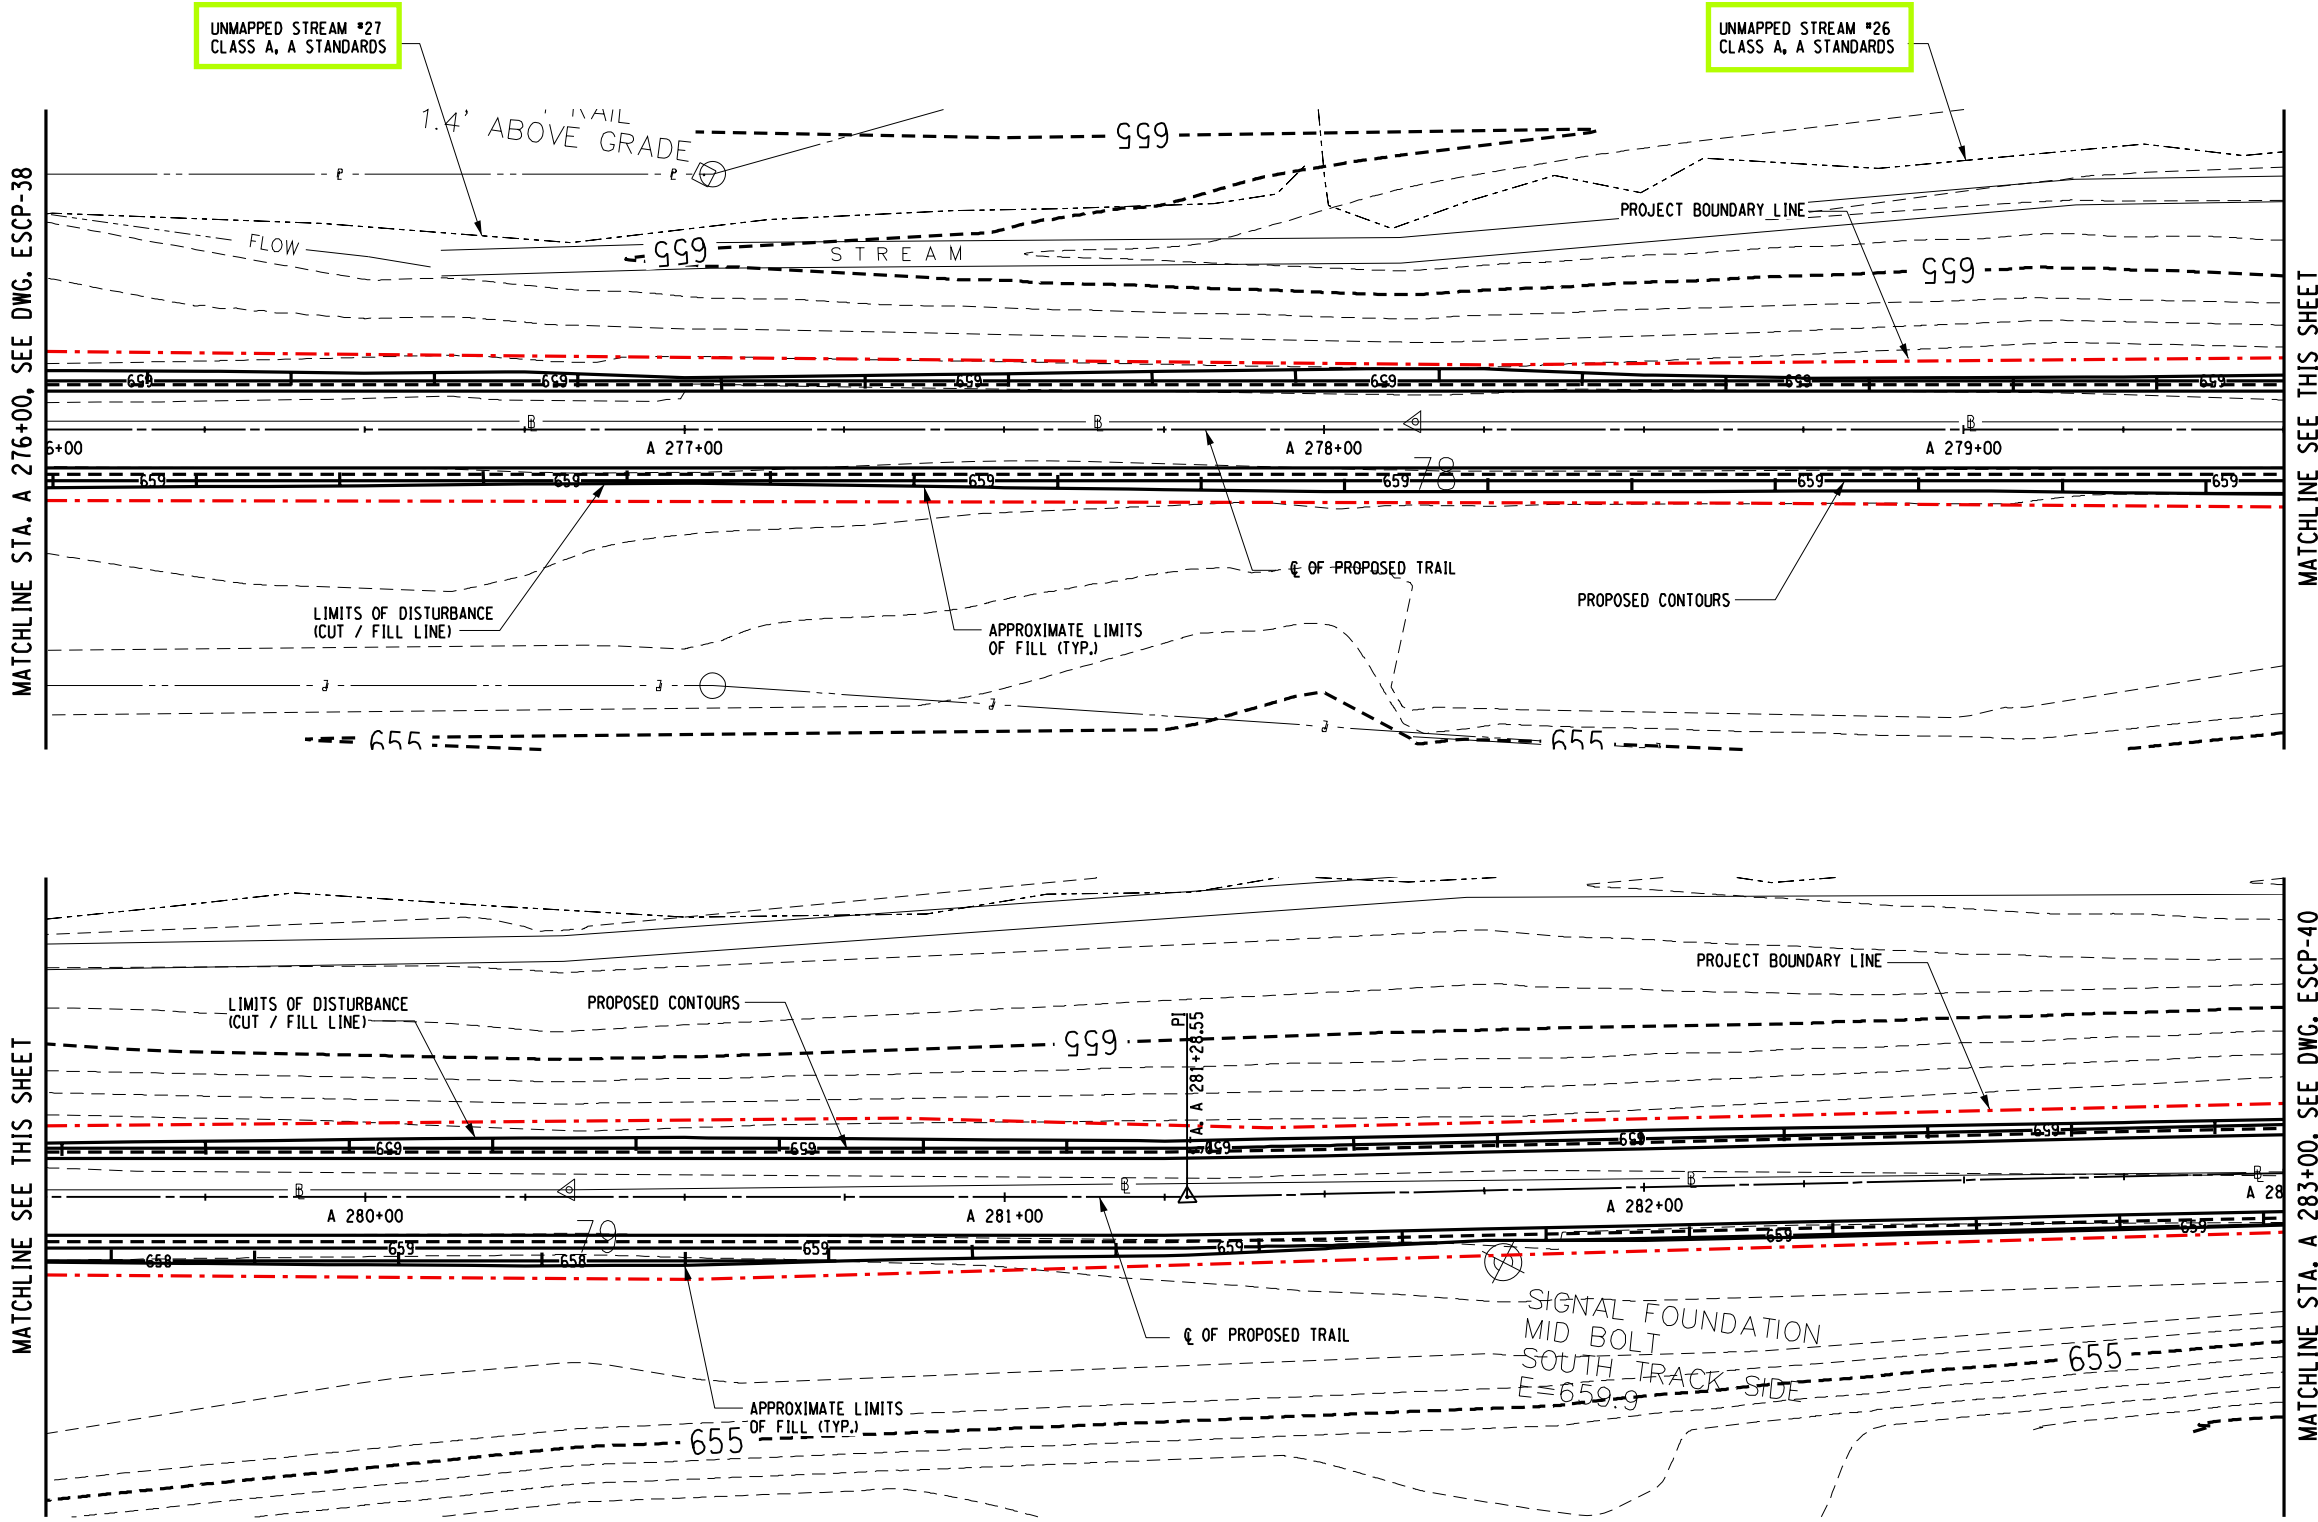 UNMAPPED STREAM #27
CLASS A, A STANDARDS
UNMAPPED STREAM #26
CLASS A, A STANDARDS
1.4' ABOVE GRADE
655
MATCHLINE STA. A 276+00, SEE DWG. ESCP-38
PROJECT BOUNDARY LINE
FLOW
655
STREAM
655
MATCHLINE SEE THIS SHEET
659
659
659
659
659
659
6+00
A 277+00
A 278+00
A 279+00
78
659
659
659
659
659
659
℄ OF PROPOSED TRAIL
PROPOSED CONTOURS
LIMITS OF DISTURBANCE
(CUT / FILL LINE)
APPROXIMATE LIMITS
OF FILL (TYP.)
655
655
PROJECT BOUNDARY LINE
LIMITS OF DISTURBANCE
(CUT / FILL LINE)
PROPOSED CONTOURS
655
PI
STA. A 281+28.55
MATCHLINE SEE THIS SHEET
MATCHLINE STA. A 283+00, SEE DWG. ESCP-40
659
659
659
659
659
A 280+00
A 281+00
A 282+00
A 28
79
658
659
658
659
659
659
659
℄ OF PROPOSED TRAIL
SIGNAL FOUNDATION
MID BOLT
SOUTH TRACK SIDE
E=659.9
655
APPROXIMATE LIMITS
OF FILL (TYP.)
655